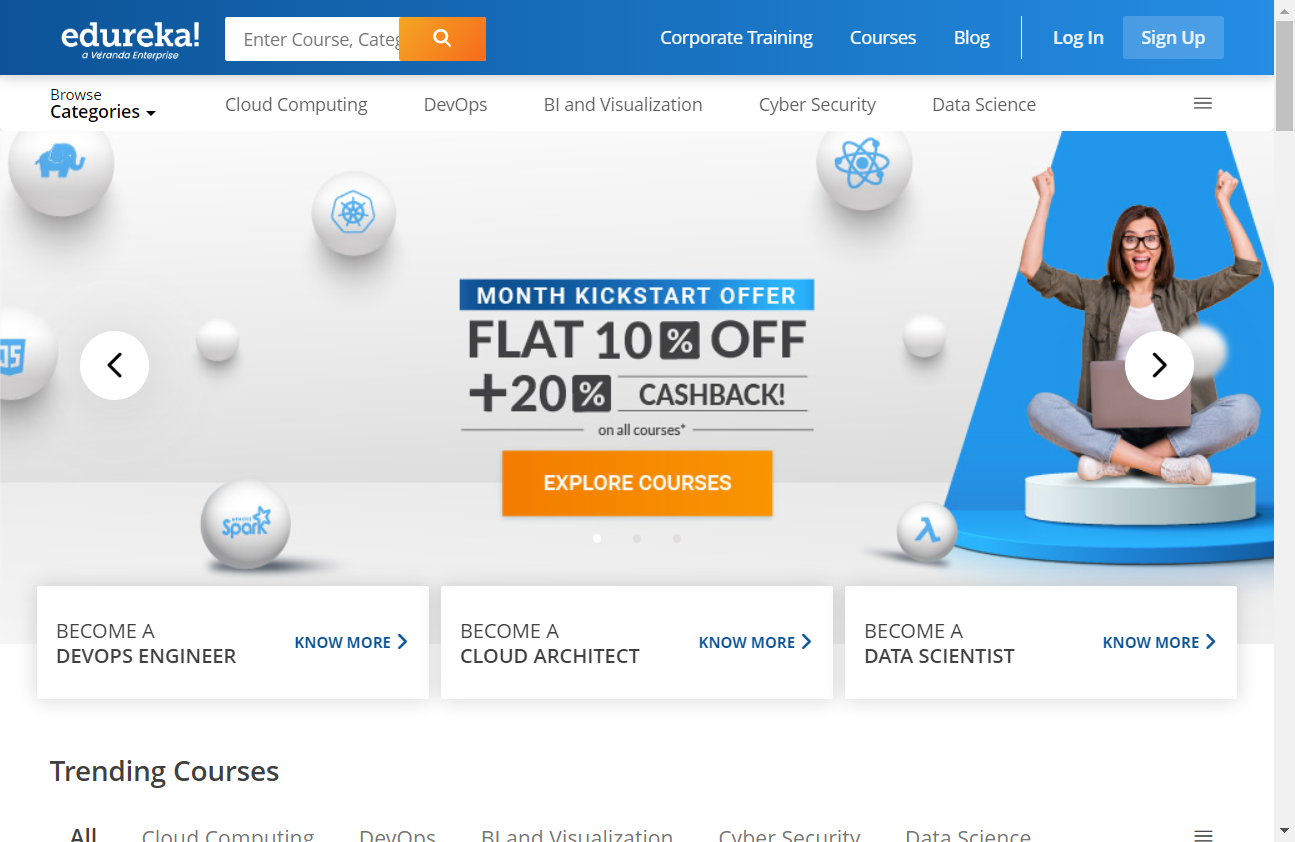 edureka!
a Veranda Enterprise
Enter Course, Categ
Corporate Training
Courses
Blog
Log In
Sign Up
Browse
Categories
Cloud Computing
DevOps
BI and Visualization
Cyber Security
Data Science
MONTH KICKSTART OFFER
FLAT 10% OFF
+20% CASHBACK!
on all courses*
EXPLORE COURSES
Spark
BECOME A
DEVOPS ENGINEER
KNOW MORE
BECOME A
CLOUD ARCHITECT
KNOW MORE
BECOME A
DATA SCIENTIST
KNOW MORE
Trending Courses
All
Cloud Computing
DevOps
BI and Visualization
Cyber Security
Data Science